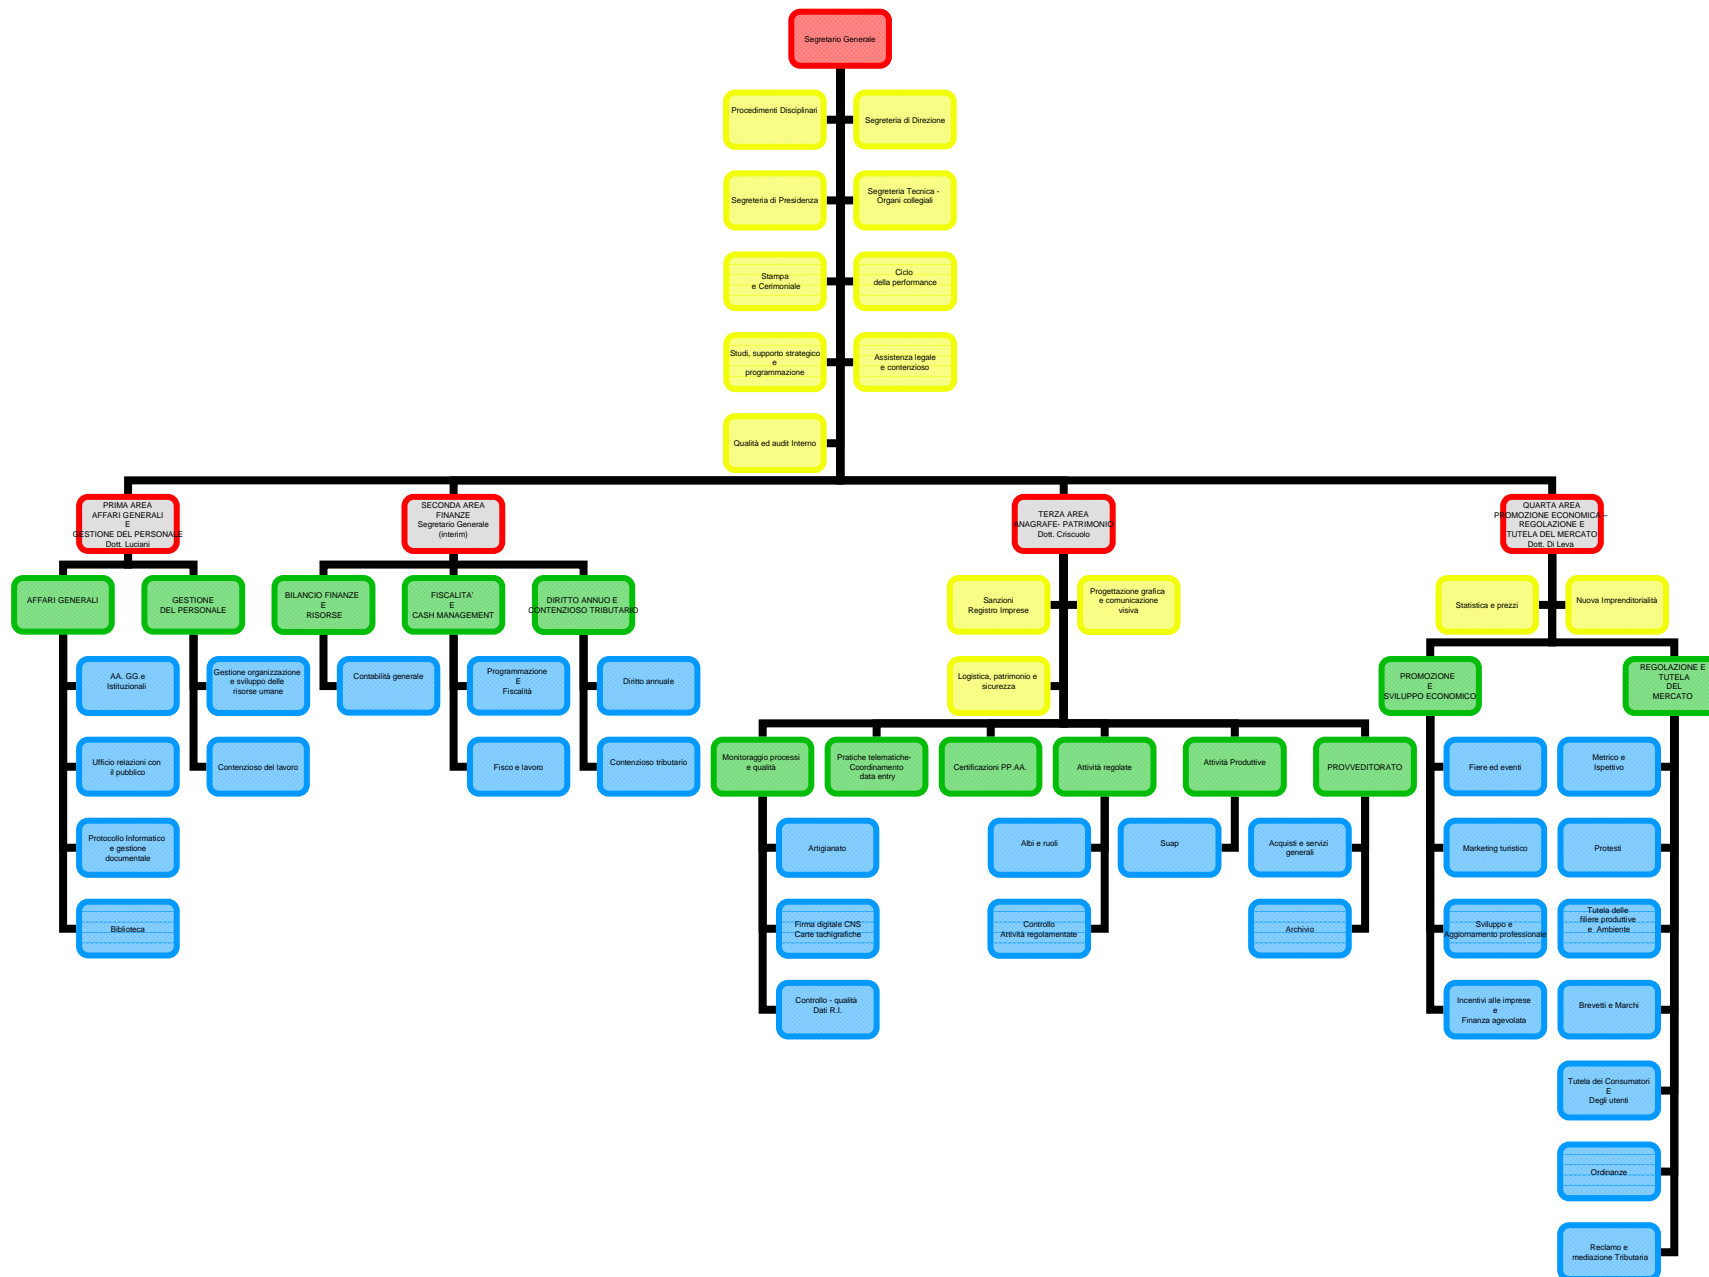 Segretario Generale
Procedimenti Disciplinari
Segreteria di Direzione
Segreteria di Presidenza
Segreteria Tecnica -
Organi collegiali
Stampa
e Cerimoniale
Ciclo
della performance
Studi, supporto strategico
e
programmazione
Assistenza legale
e contenzioso
Qualità ed audit Interno
PRIMA AREA
AFFARI GENERALI
E
GESTIONE DEL PERSONALE
Dott. Luciani
SECONDA AREA
FINANZE
Segretario Generale
(interim)
TERZA AREA
ANAGRAFE- PATRIMONIO
Dott. Criscuolo
QUARTA AREA
PROMOZIONE ECONOMICA –
REGOLAZIONE E
TUTELA DEL MERCATO
Dott. Di Leva
AFFARI GENERALI
GESTIONE
DEL PERSONALE
BILANCIO FINANZE
E
RISORSE
FISCALITA'
E
CASH MANAGEMENT
DIRITTO ANNUO E
CONTENZIOSO TRIBUTARIO
Sanzioni
Registro Imprese
Progettazione grafica
e comunicazione
visiva
Statistica e prezzi
Nuova Imprenditorialità
AA. GG.e
Istituzionali
Gestione organizzazione
e sviluppo delle
risorse umane
Contabilità generale
Programmazione
E
Fiscalità
Diritto annuale
Logistica, patrimonio e
sicurezza
PROMOZIONE
E
SVILUPPO ECONOMICO
REGOLAZIONE E
TUTELA
DEL
MERCATO
Ufficio relazioni con
il pubblico
Contenzioso del lavoro
Fisco e lavoro
Contenzioso tributario
Monitoraggio processi
e qualità
Pratiche telematiche-
Coordinamento
data entry
Certificazioni PP.AA.
Attività regolate
Attività Produttive
PROVVEDITORATO
Fiere ed eventi
Metrico e
Ispettivo
Protocollo Informatico
e gestione
documentale
Artigianato
Albi e ruoli
Suap
Acquisti e servizi
generali
Marketing turistico
Protesti
Biblioteca
Firma digitale CNS
Carte tachigrafiche
Controllo
Attività regolamentate
Archivio
Sviluppo e
Aggiornamento professionale
Tutela delle
filiere produttive
e  Ambiente
Controllo - qualità
Dati R.I.
Incentivi alle imprese
e
Finanza agevolata
Brevetti e Marchi
Tutela dei Consumatori
E
Degli utenti
Ordinanze
Reclamo e
mediazione Tributaria